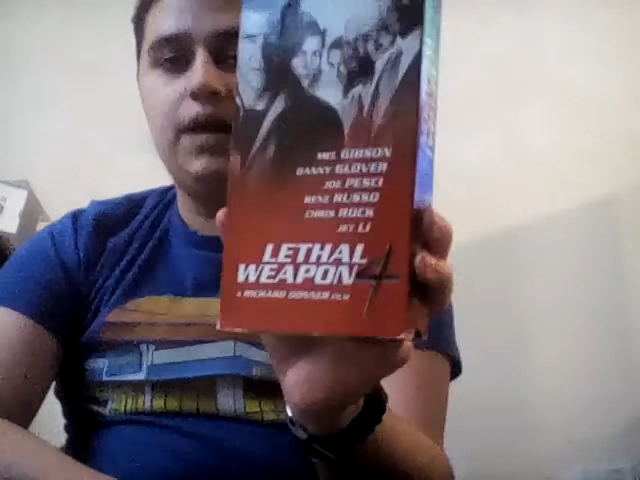 MEL GIBSON
DANNY GLOVER
JOE PESCI
RENE RUSSO
CHRIS ROCK
JET LI
LETHAL
WEAPON 4
A RICHARD DONNER FILM